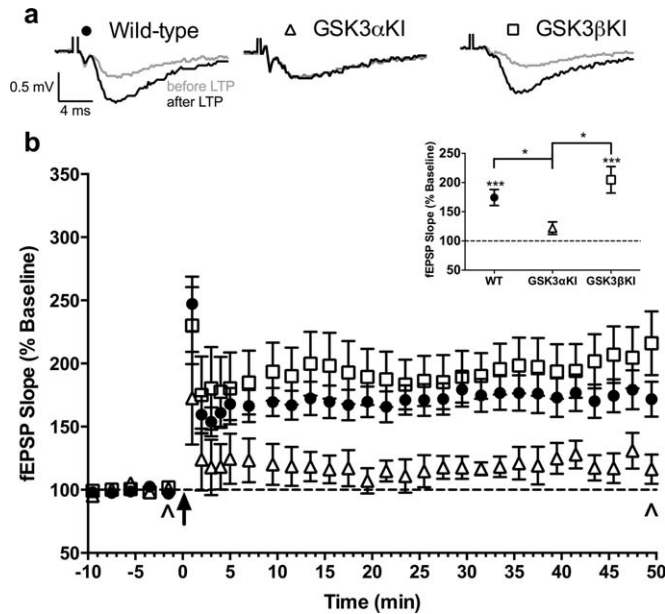 a
Wild-type
GSK3αKI
GSK3βKI
0.5 mV
4 ms
before LTP
after LTP
b
fEPSP Slope (% Baseline)
350
300
250
200
150
100
50
-10 -5 0 5 10 15 20 25 30 35 40 45 50
Time (min)
^
^
fEPSP Slope (% Baseline)
250
200
150
100
50
* *
*** ***
WT GSK3αKI GSK3βKI